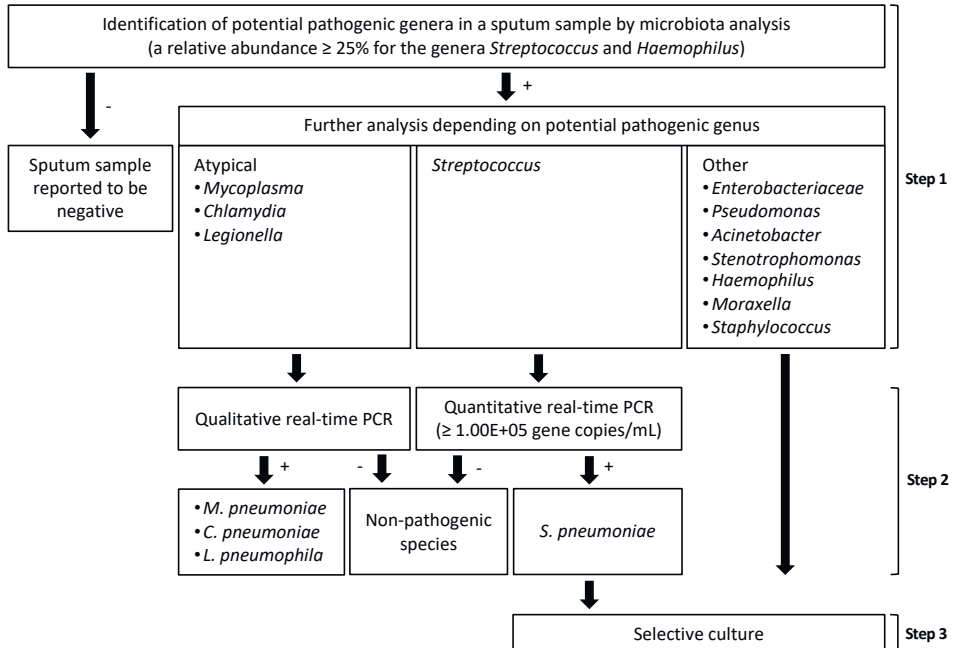 Identification of potential pathogenic genera in a sputum sample by microbiota analysis
(a relative abundance ≥ 25% for the genera Streptococcus and Haemophilus)
-
+
Further analysis depending on potential pathogenic genus
Sputum sample
reported to be
negative
Atypical
• Mycoplasma
• Chlamydia
• Legionella
Streptococcus
Other
• Enterobacteriaceae
• Pseudomonas
• Acinetobacter
• Stenotrophomonas
• Haemophilus
• Moraxella
• Staphylococcus
Step 1
Qualitative real-time PCR
Quantitative real-time PCR
(≥ 1.00E+05 gene copies/mL)
+
-
-
+
• M. pneumoniae
• C. pneumoniae
• L. pneumophila
Non-pathogenic
species
S. pneumoniae
Step 2
Selective culture
Step 3